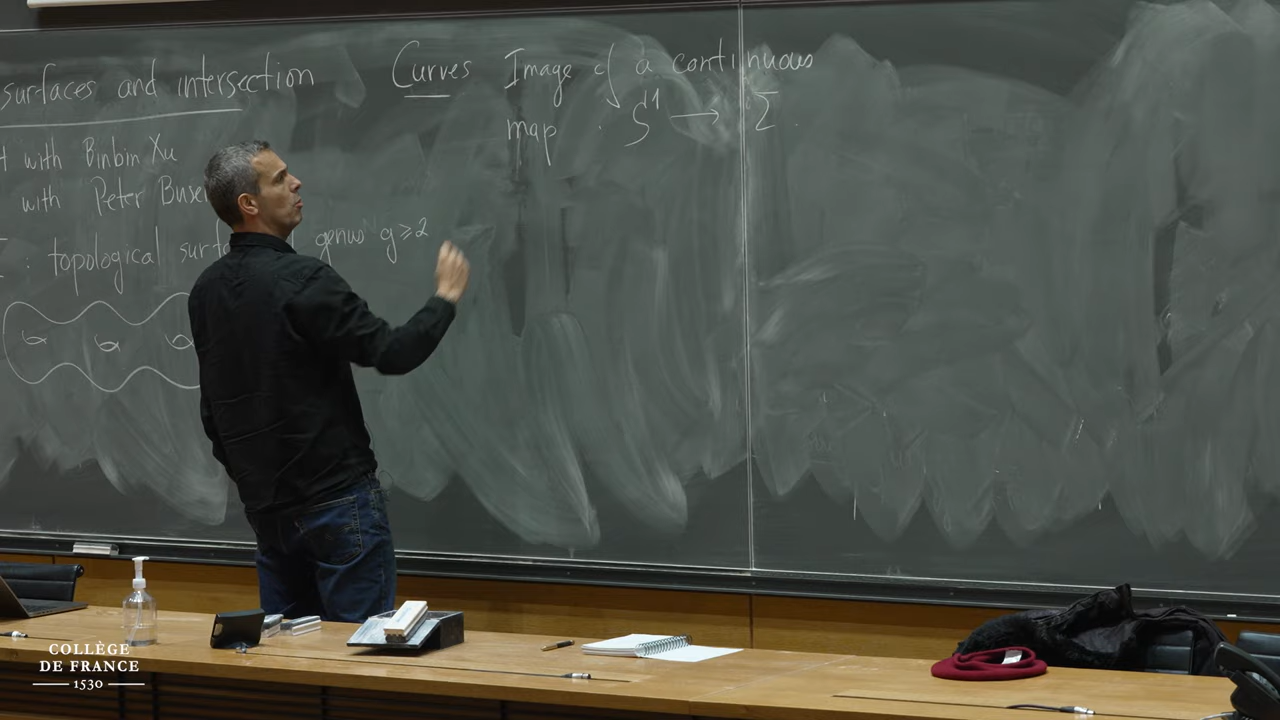 surfaces and intersection
with Binbin Xu
with Peter Buser
: topological surf genus g ≥ 2
Curves Image of a continuous
map S¹ → Σ.
COLLÈGE
DE FRANCE
1530